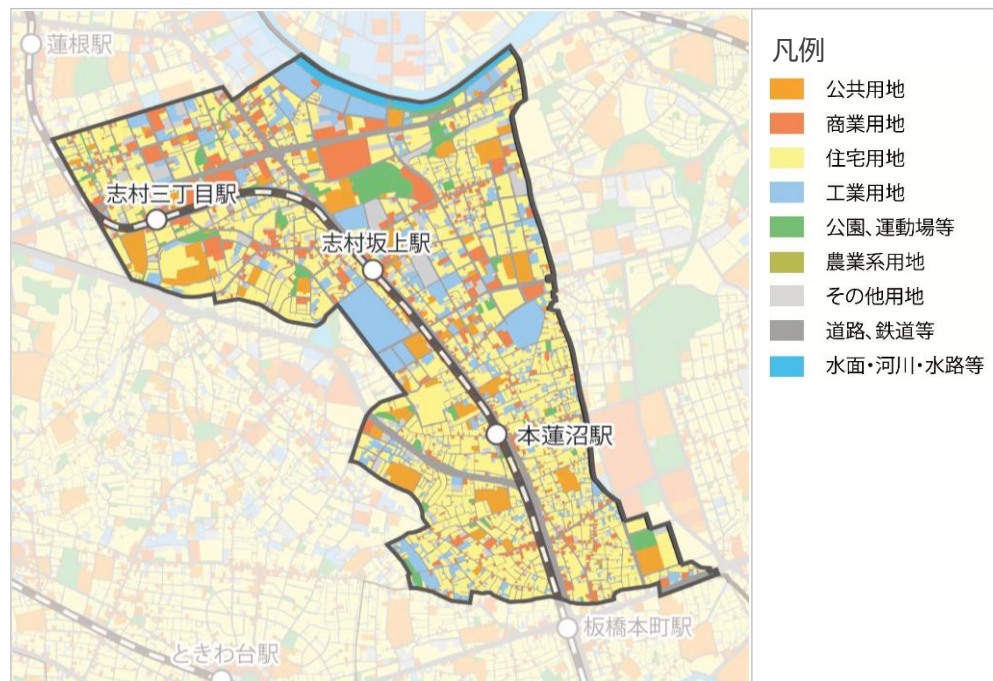 蓮根駅
志村三丁目駅
志村坂上駅
本蓮沼駅
板橋本町駅
ときわ台駅
凡例
公共用地
商業用地
住宅用地
工業用地
公園、運動場等
農業系用地
その他用地
道路、鉄道等
水面・河川・水路等